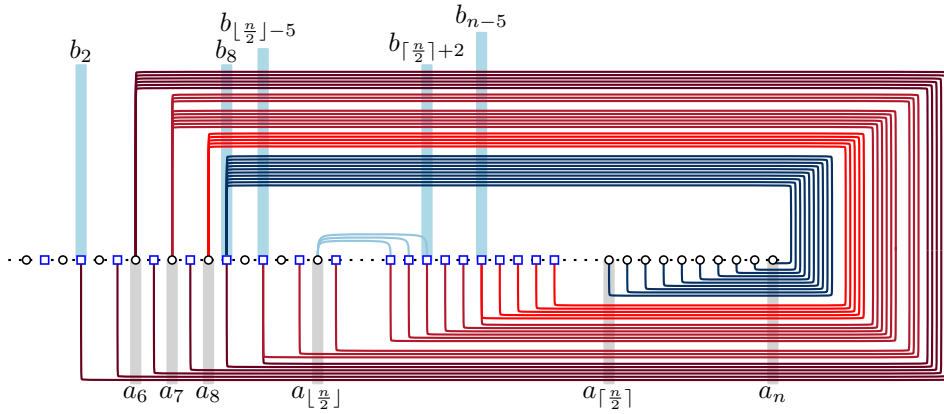 b_2
b_8
b_{⌊n/2⌋−5}
b_{⌈n/2⌉+2}
b_{n−5}
a_6
a_7
a_8
a_{⌊n/2⌋}
a_{⌈n/2⌉}
a_n